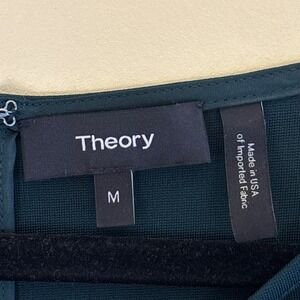 Theory
M
Made in USA
of Imported Fabric